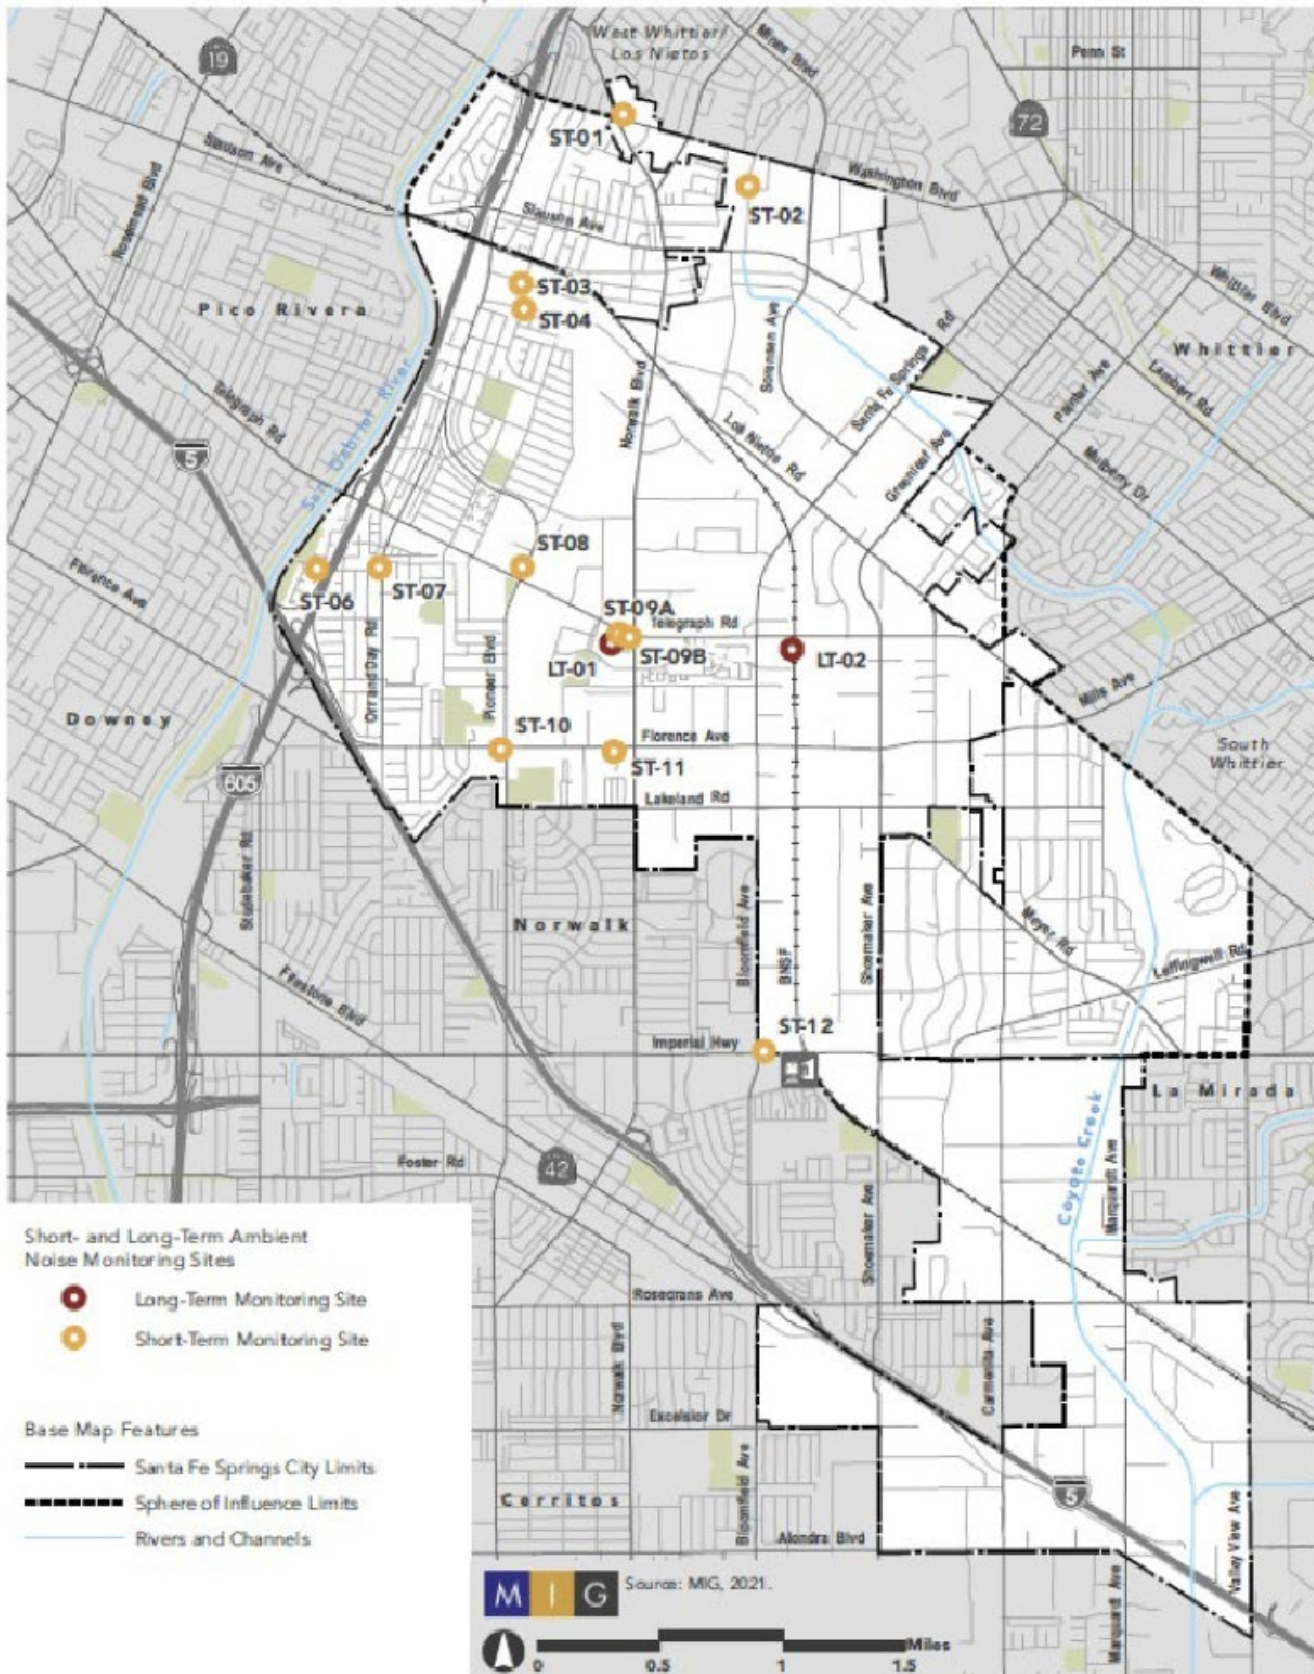 West Whittier/
Los Nietos
Mines Blvd
Penn St
19
72
ST-01
Slauson Ave
Rosemead Blvd
Washington Blvd
ST-02
Slauson Ave
Whittier Blvd
ST-03
ST-04
Pico Rivera
Sorensen Ave
Santa Fe Springs Rd
Whittier
Lambert Rd
Painter Ave
San Gabriel River
Telegraph Rd
Norwalk Blvd
Los Nietos Rd
Greenleaf Ave
Mulberry Dr
5
ST-08
Florence Ave
ST-06
ST-07
ST-09A
Telegraph Rd
ST-09B
LT-01
LT-02
Orr and Day Rd
Pioneer Blvd
Mills Ave
Downey
ST-10
Florence Ave
ST-11
South
Whittier
605
Lakeland Rd
Studebaker Rd
Norwalk
Bloomfield Ave
BNSF
Shoemaker Ave
Meyer Rd
Leffingwell Rd
Firestone Blvd
ST-12
Imperial Hwy
La Mirada
Coyote Creek
Foster Rd
42
Shoemaker Ave
Marquardt Ave
Short- and Long-Term Ambient
Noise Monitoring Sites
Long-Term Monitoring Site
Short-Term Monitoring Site
Rosecrans Ave
Norwalk Blvd
Carmenita Ave
Excelsior Dr
Base Map Features
Santa Fe Springs City Limits
Sphere of Influence Limits
Rivers and Channels
Cerritos
Bloomfield Ave
Alondra Blvd
5
Valley View Ave
Marquardt Ave
M I G
Source: MIG, 2021.
Miles
0 0.5 1 1.5